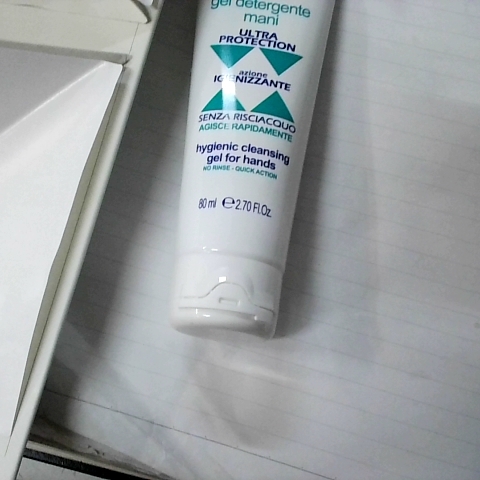 gel detergente
mani
ULTRA
PROTECTION
azione
IGIENIZZANTE
SENZA RISCIACQUO
AGISCE RAPIDAMENTE
hygienic cleansing
gel for hands
NO RINSE - QUICK ACTION
80 ml ℮ 2.70 Fl.Oz.